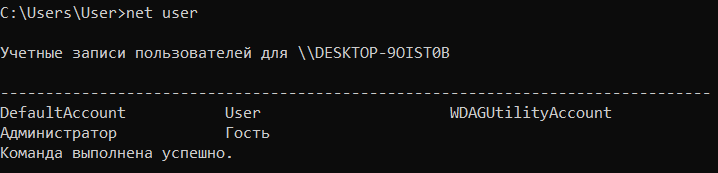 C:\Users\User>net user
Учетные записи пользователей для \\DESKTOP-9OIST0B
-------------------------------------------------------------------------------
DefaultAccount           User                     WDAGUtilityAccount
Администратор            Гость
Команда выполнена успешно.